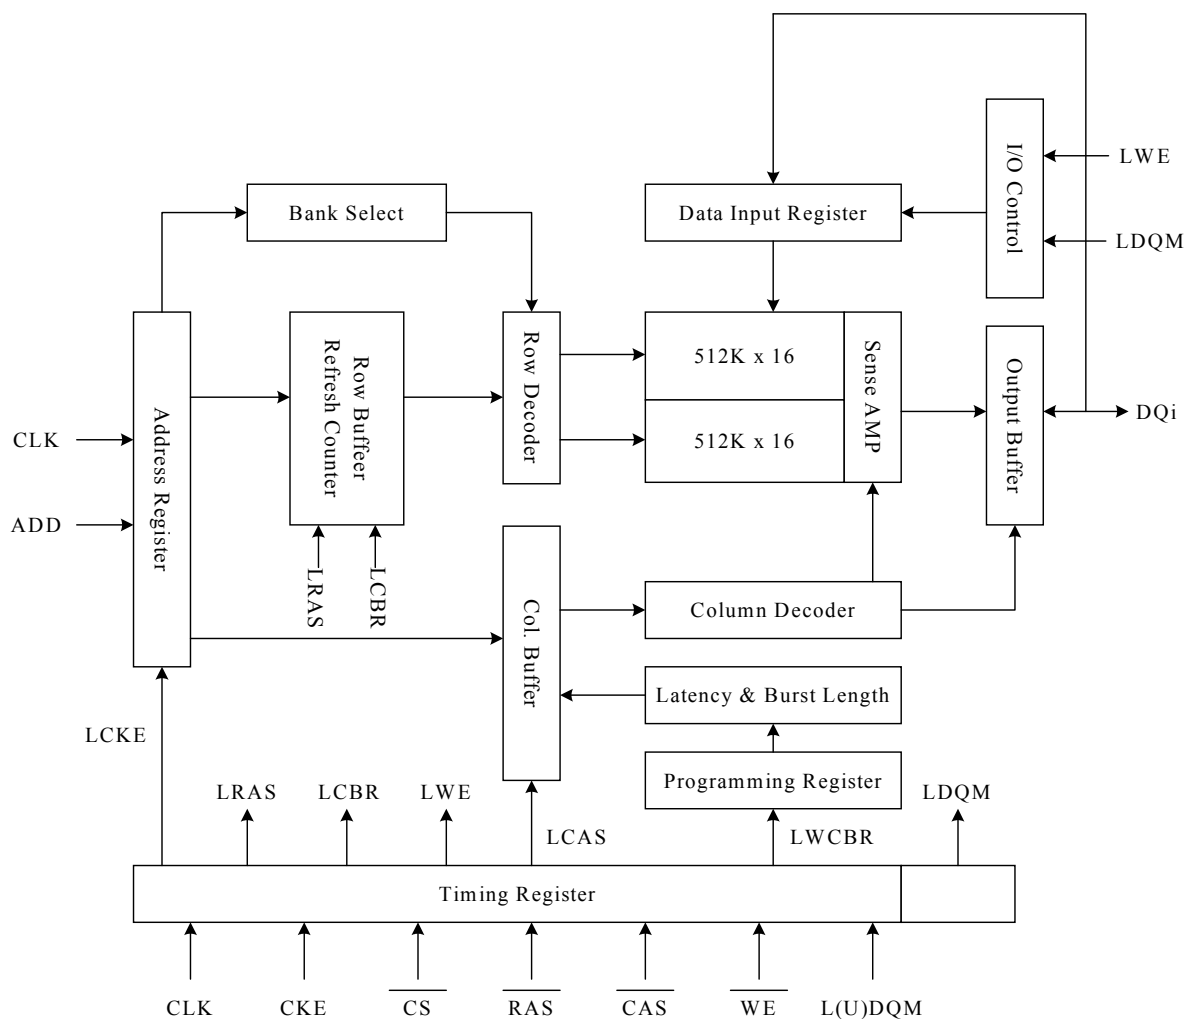 I/O Control
LWE
Bank Select
Data Input Register
LDQM
Address Register
Row Buffeer
Refresh Counter
Row Decoder
512K x 16
Sense AMP
Output Buffer
DQi
CLK
512K x 16
ADD
LRAS
LCBR
Col. Buffer
Column Decoder
Latency & Burst Length
LCKE
Programming Register
LRAS
LCBR
LWE
LDQM
LCAS
LWCBR
Timing Register
CLK
CKE
CS
RAS
CAS
WE
L(U)DQM